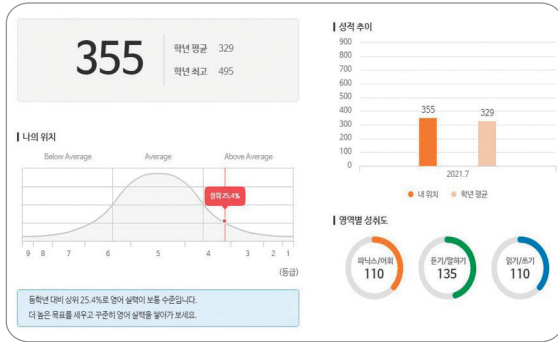 355
학년 평균 329
학년 최고 495
나의 위치
Below Average Average Above Average
상위 25.4%
9 8 7 6 5 4 3 2 1
(등급)
동학년 대비 상위 25.4%로 영어 실력이 보통 수준입니다.
더 높은 목표를 세우고 꾸준히 영어 실력을 쌓아가 보세요.
성적 추이
900
800
700
600
500
400
300
200
100
0
355 329
2021.7
내 위치 학년 평균
영역별 성취도
파닉스/어휘
110
듣기/말하기
135
읽기/쓰기
110